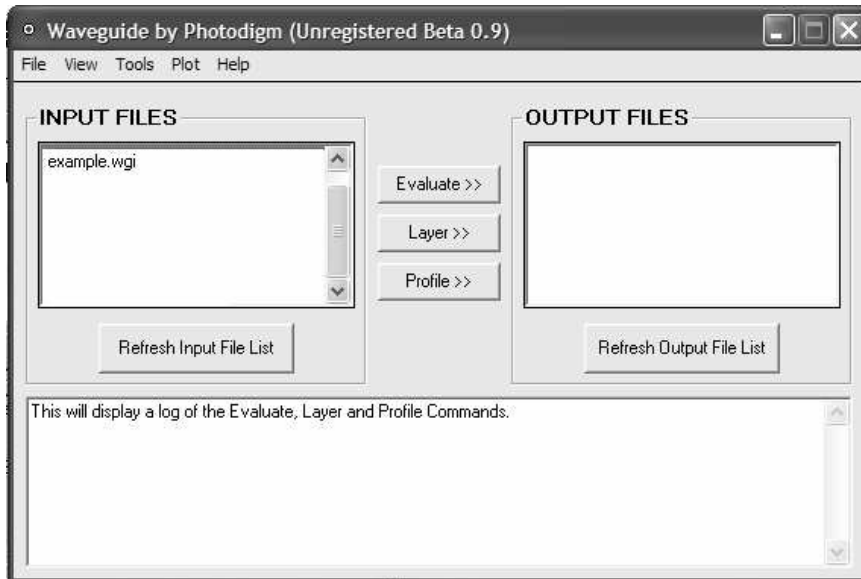 Waveguide by Photodigm (Unregistered Beta 0.9)
File View Tools Plot Help
INPUT FILES
example.wgi
Refresh Input File List
Evaluate >>
Layer >>
Profile >>
OUTPUT FILES
Refresh Output File List
This will display a log of the Evaluate, Layer and Profile Commands.